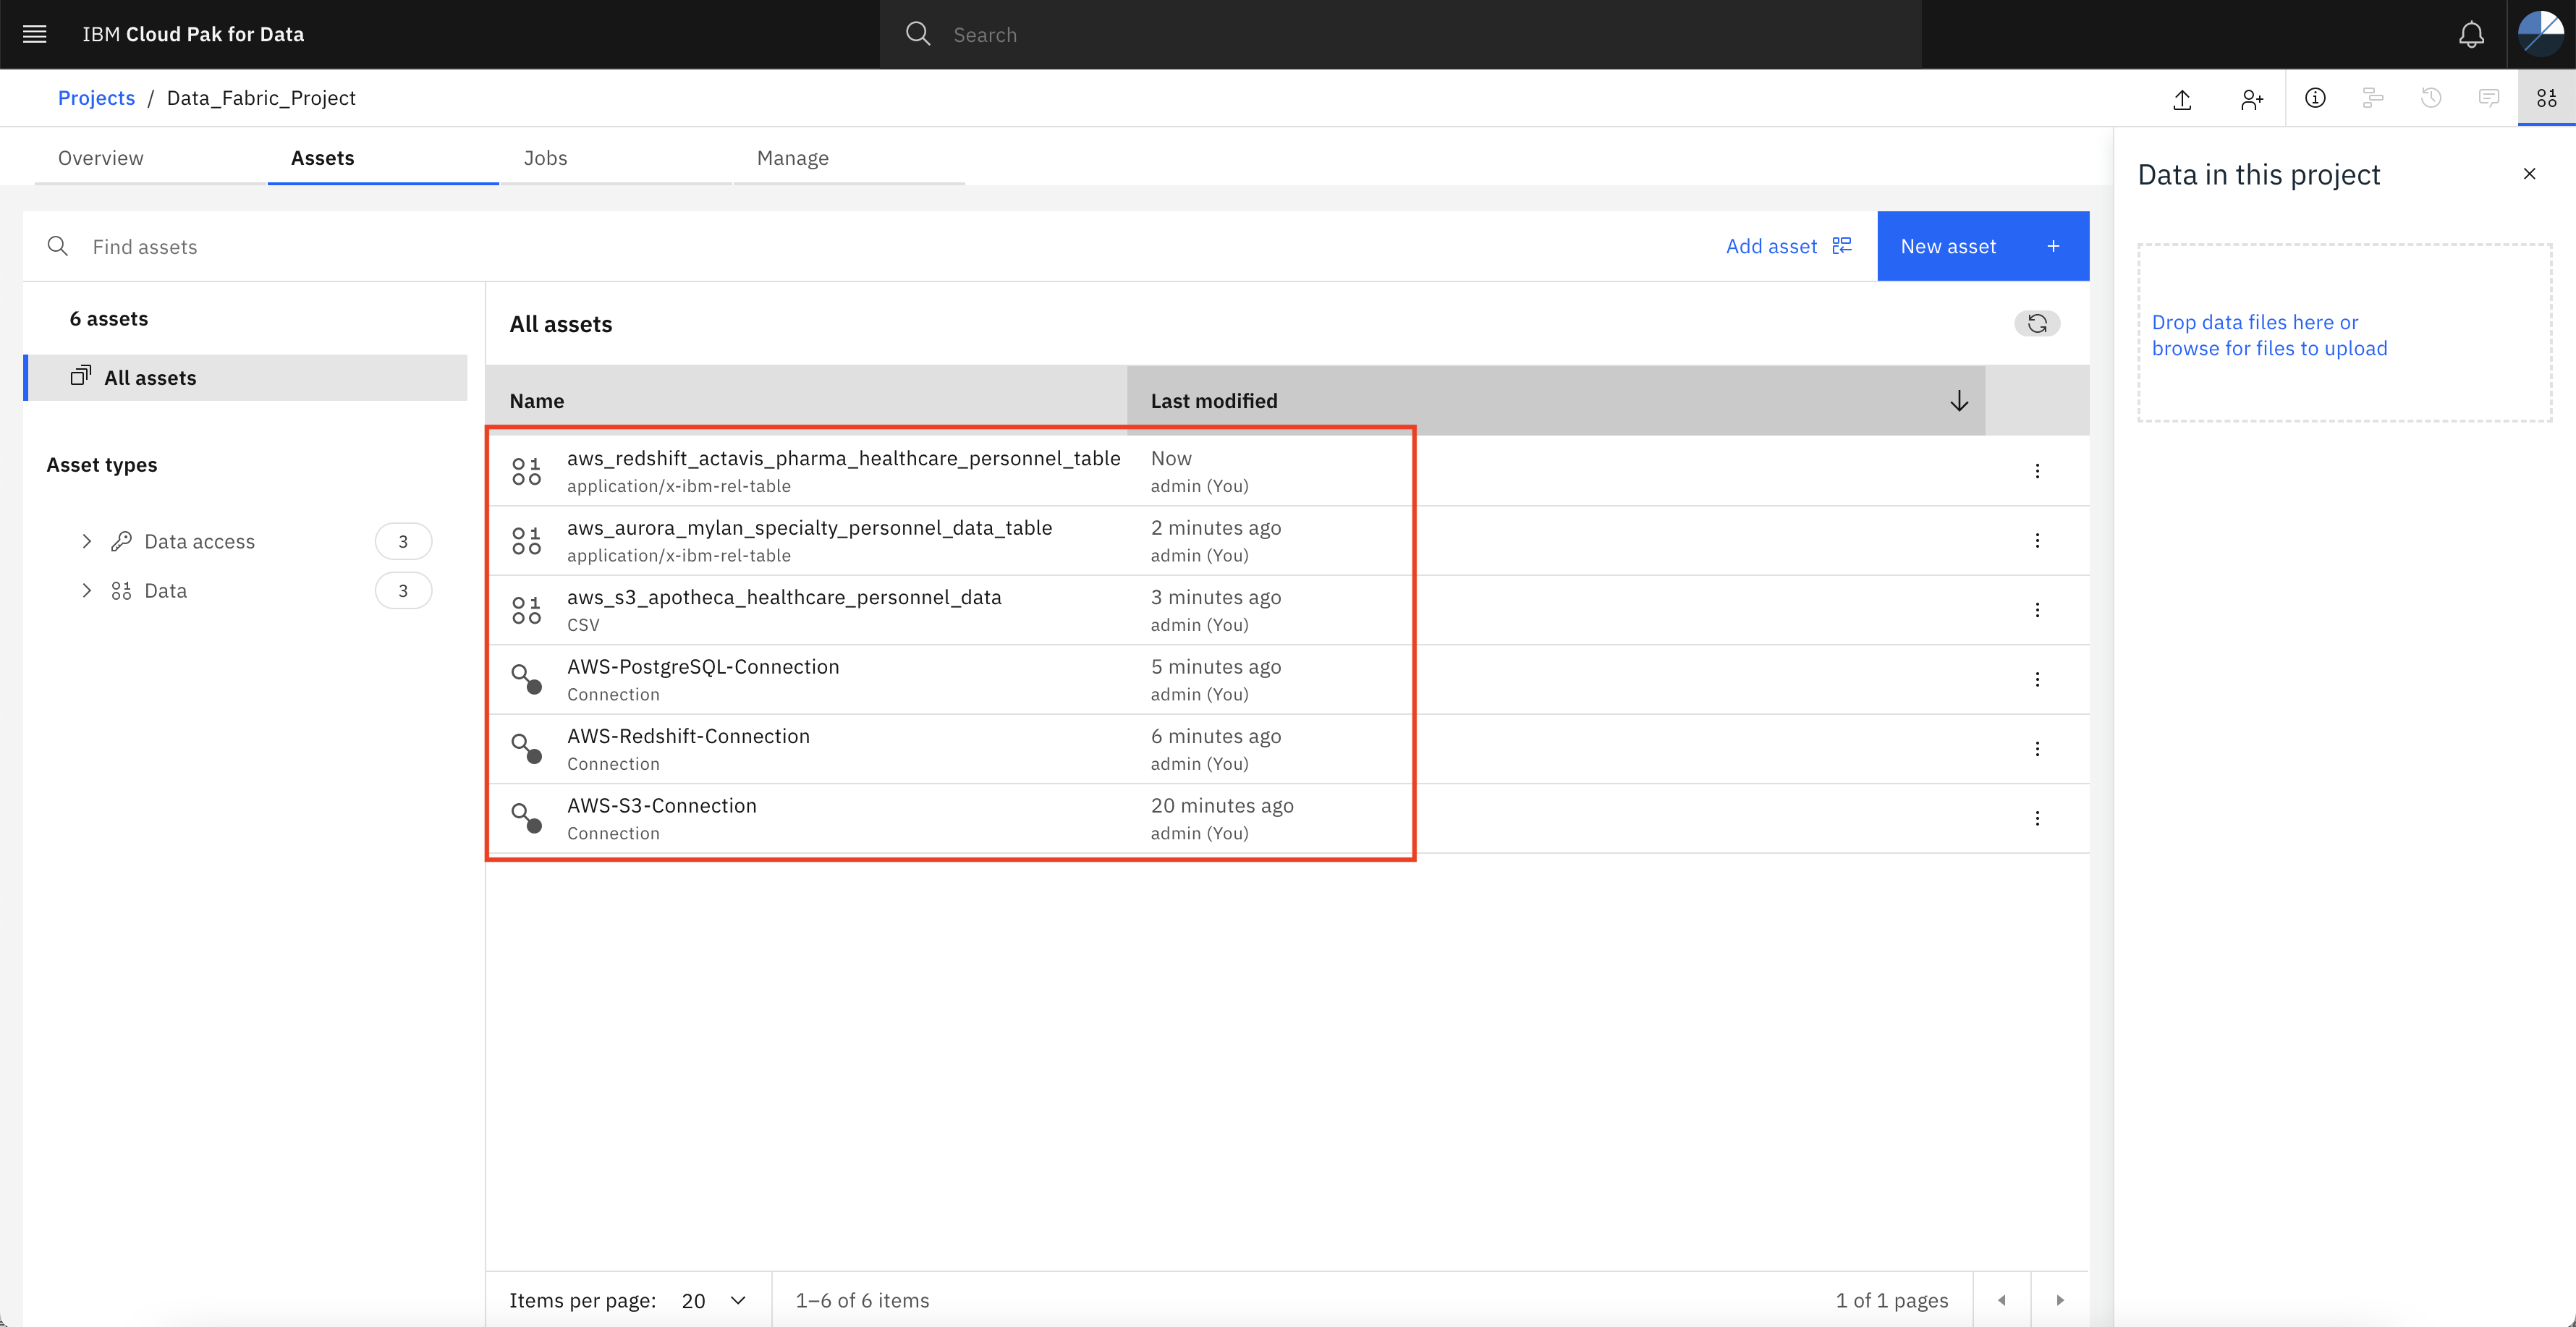 IBM Cloud Pak for Data
Search
Projects / Data_Fabric_Project
Overview
Assets
Jobs
Manage
Data in this project
Find assets
Add asset
New asset +
Drop data files here or
browse for files to upload
6 assets
All assets
Asset types
Data access 3
Data 3
All assets
Name
Last modified
aws_redshift_actavis_pharma_healthcare_personnel_table Now
application/x-ibm-rel-table admin (You)
aws_aurora_mylan_specialty_personnel_data_table 2 minutes ago
application/x-ibm-rel-table admin (You)
aws_s3_apotheca_healthcare_personnel_data 3 minutes ago
CSV admin (You)
AWS-PostgreSQL-Connection 5 minutes ago
Connection admin (You)
AWS-Redshift-Connection 6 minutes ago
Connection admin (You)
AWS-S3-Connection 20 minutes ago
Connection admin (You)
Items per page: 20
1–6 of 6 items
1 of 1 pages